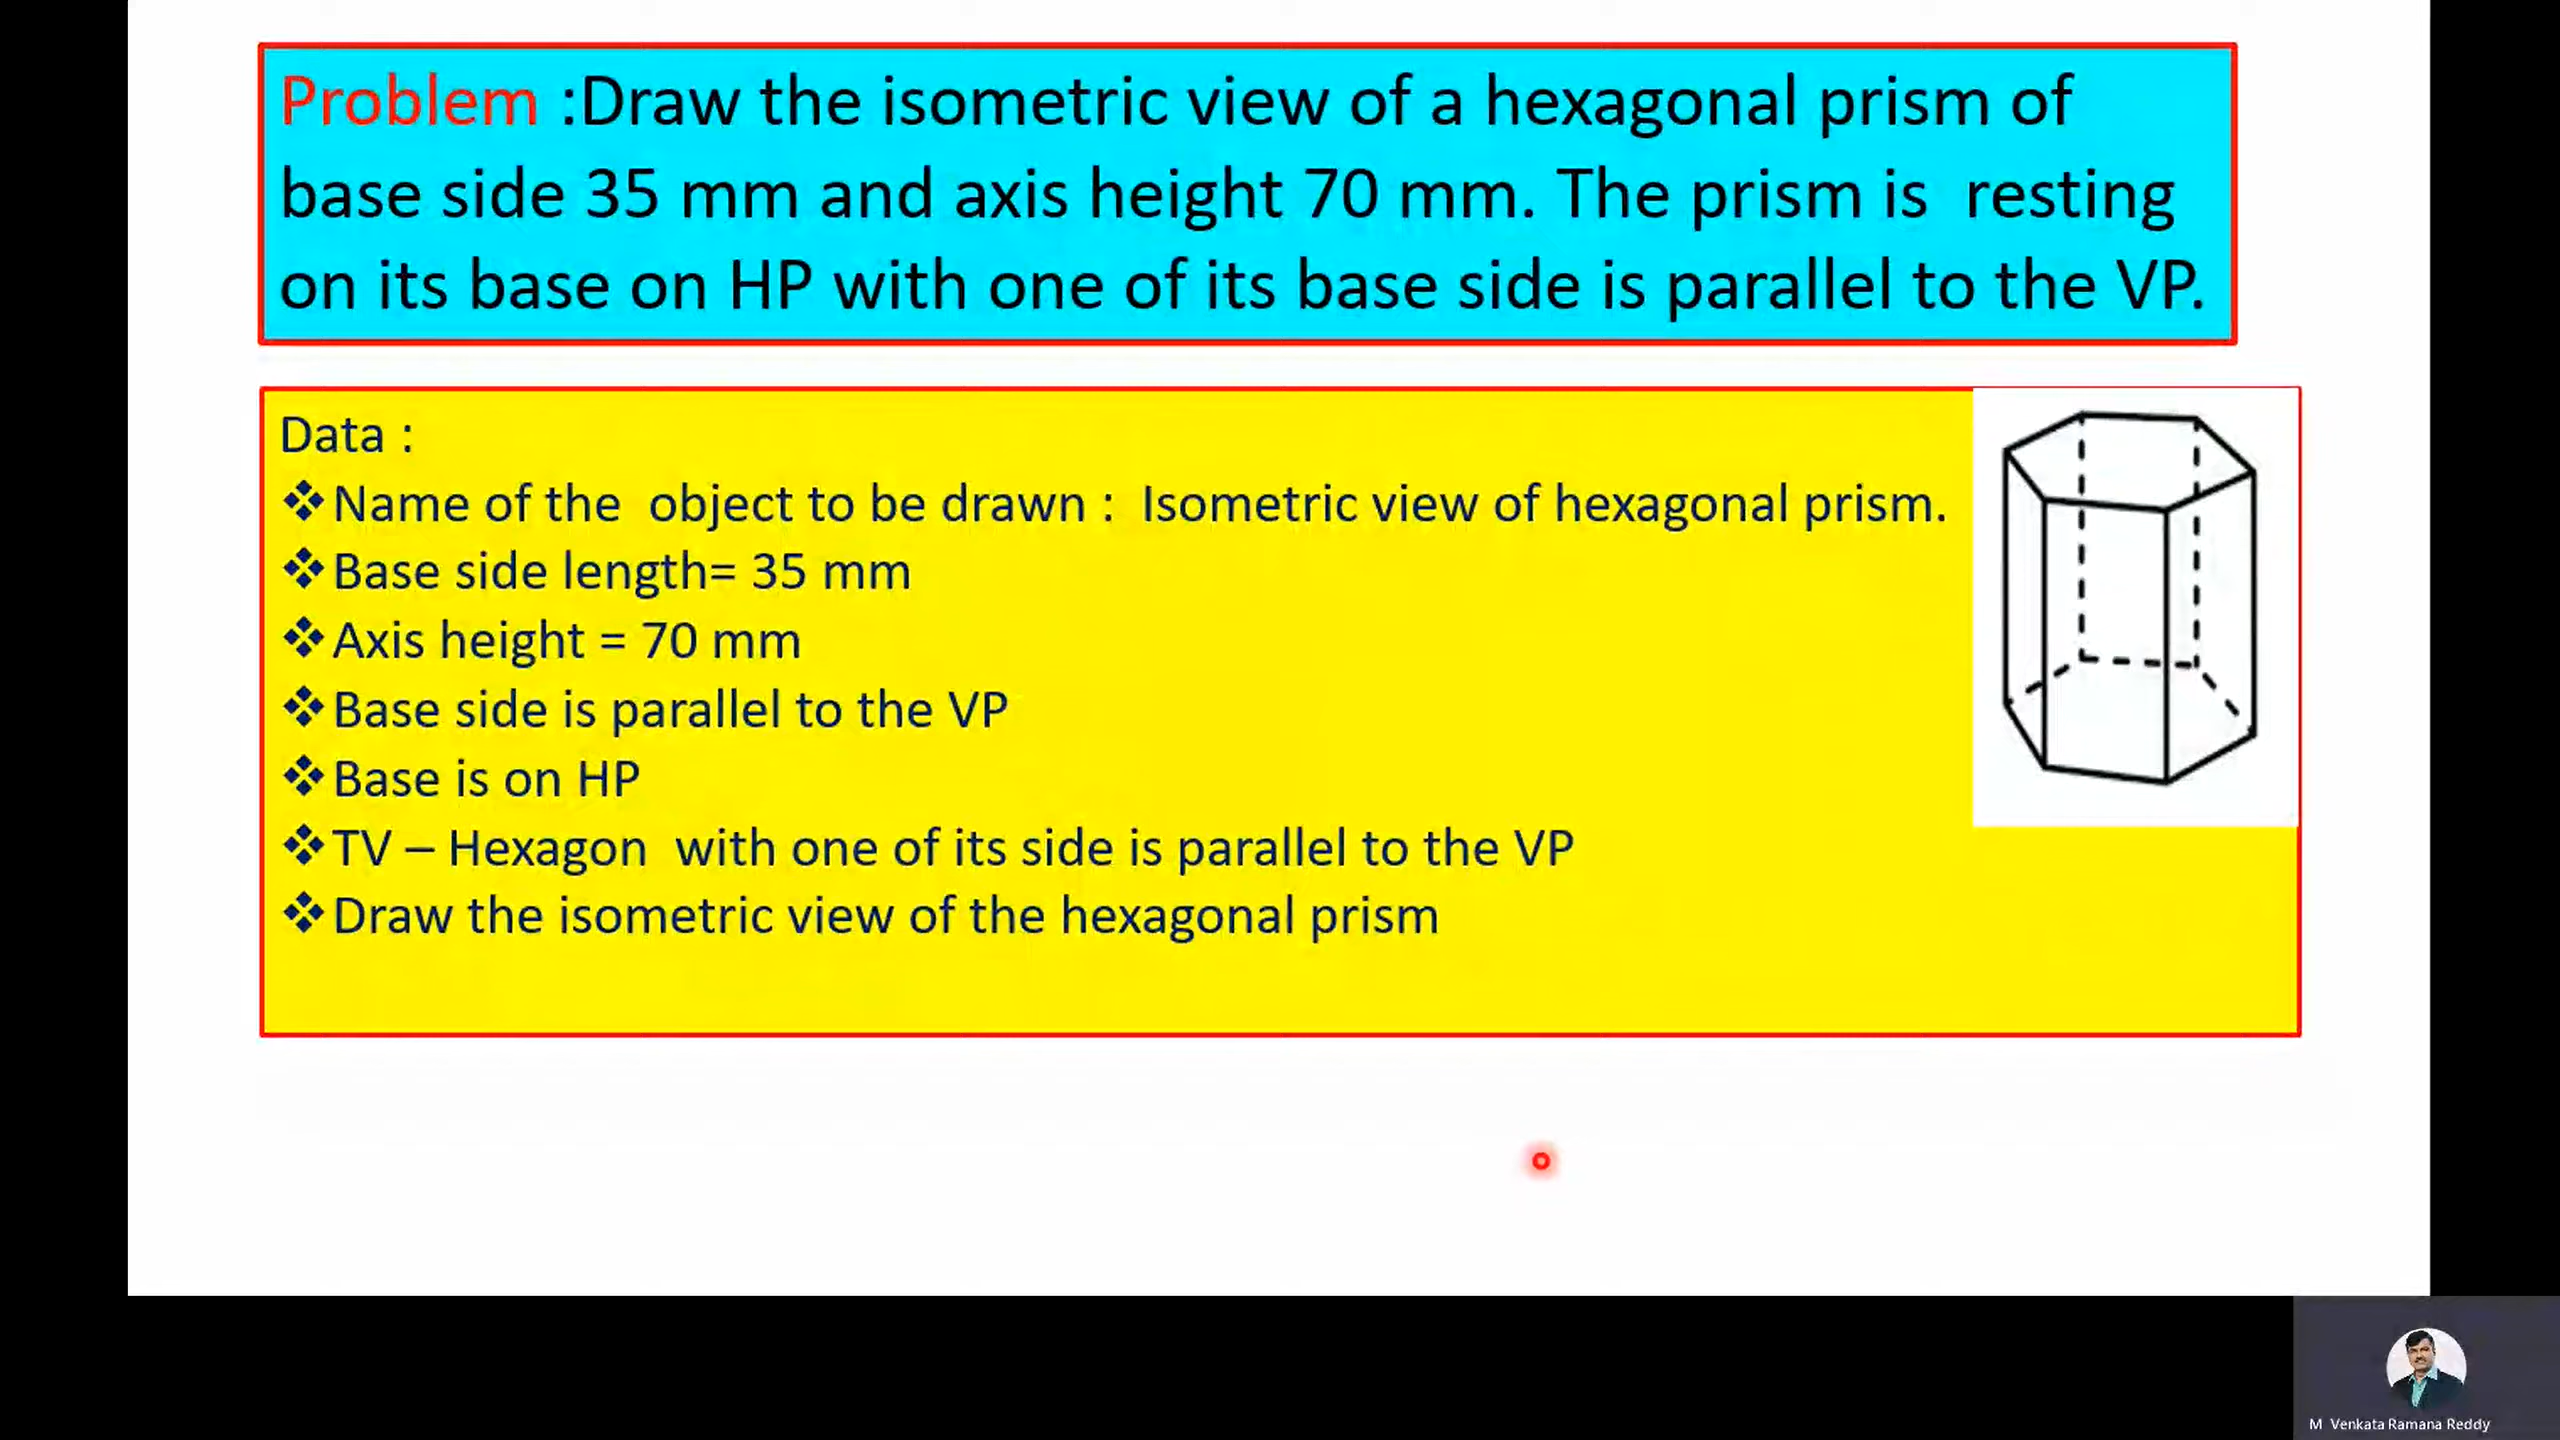 Problem :Draw the isometric view of a hexagonal prism of
base side 35 mm and axis height 70 mm. The prism is resting
on its base on HP with one of its base side is parallel to the VP.
Data :
❖Name of the object to be drawn : Isometric view of hexagonal prism.
❖Base side length= 35 mm
❖Axis height = 70 mm
❖Base side is parallel to the VP
❖Base is on HP
❖TV – Hexagon with one of its side is parallel to the VP
❖Draw the isometric view of the hexagonal prism
M Venkata Ramana Reddy